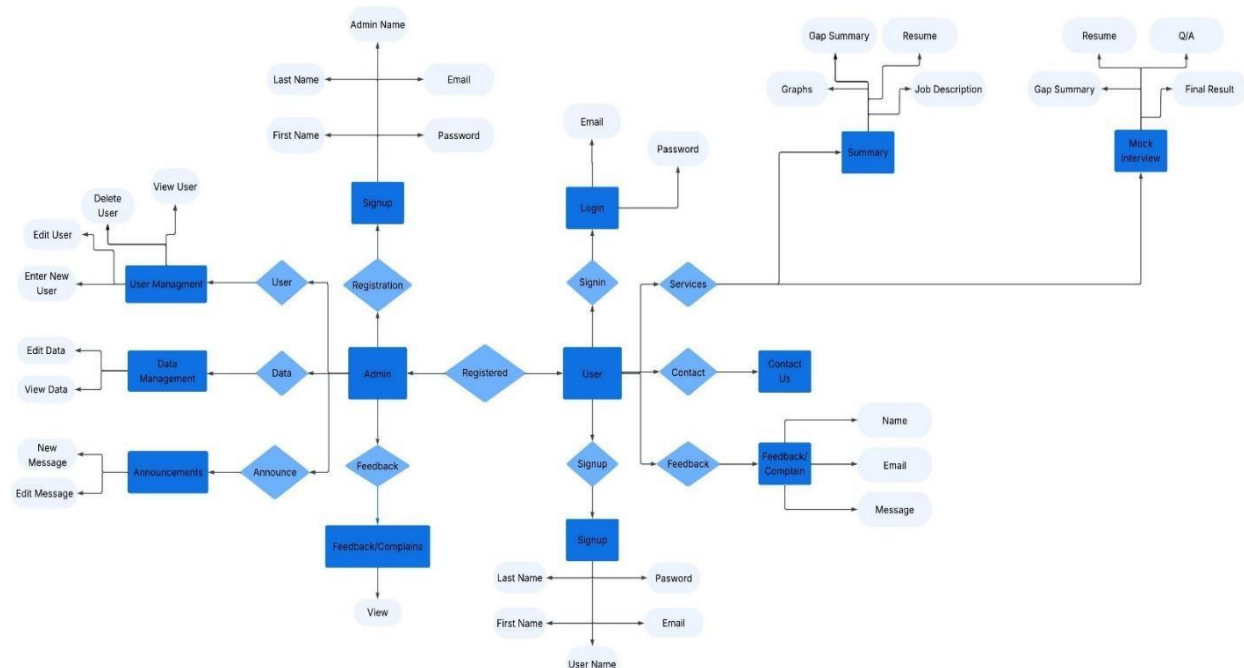 Admin Name
Last Name
Email
First Name
Password
Signup
Registration
View User
Delete
User
Edit User
Enter New
User
User Managment
User
Edit Data
View Data
Data
Management
Data
Admin
Registered
New
Message
Edit Message
Announcements
Announce
Feedback
Feedback/Complains
View
Email
Password
Login
Signin
User
Signup
Signup
Last Name
Pasword
First Name
Email
User Name
Services
Contact
Contact
Us
Feedback
Feedback/
Complain
Name
Email
Message
Gap Summary
Resume
Graphs
Job Description
Summary
Resume
Q/A
Gap Summary
Final Result
Mock
Interview